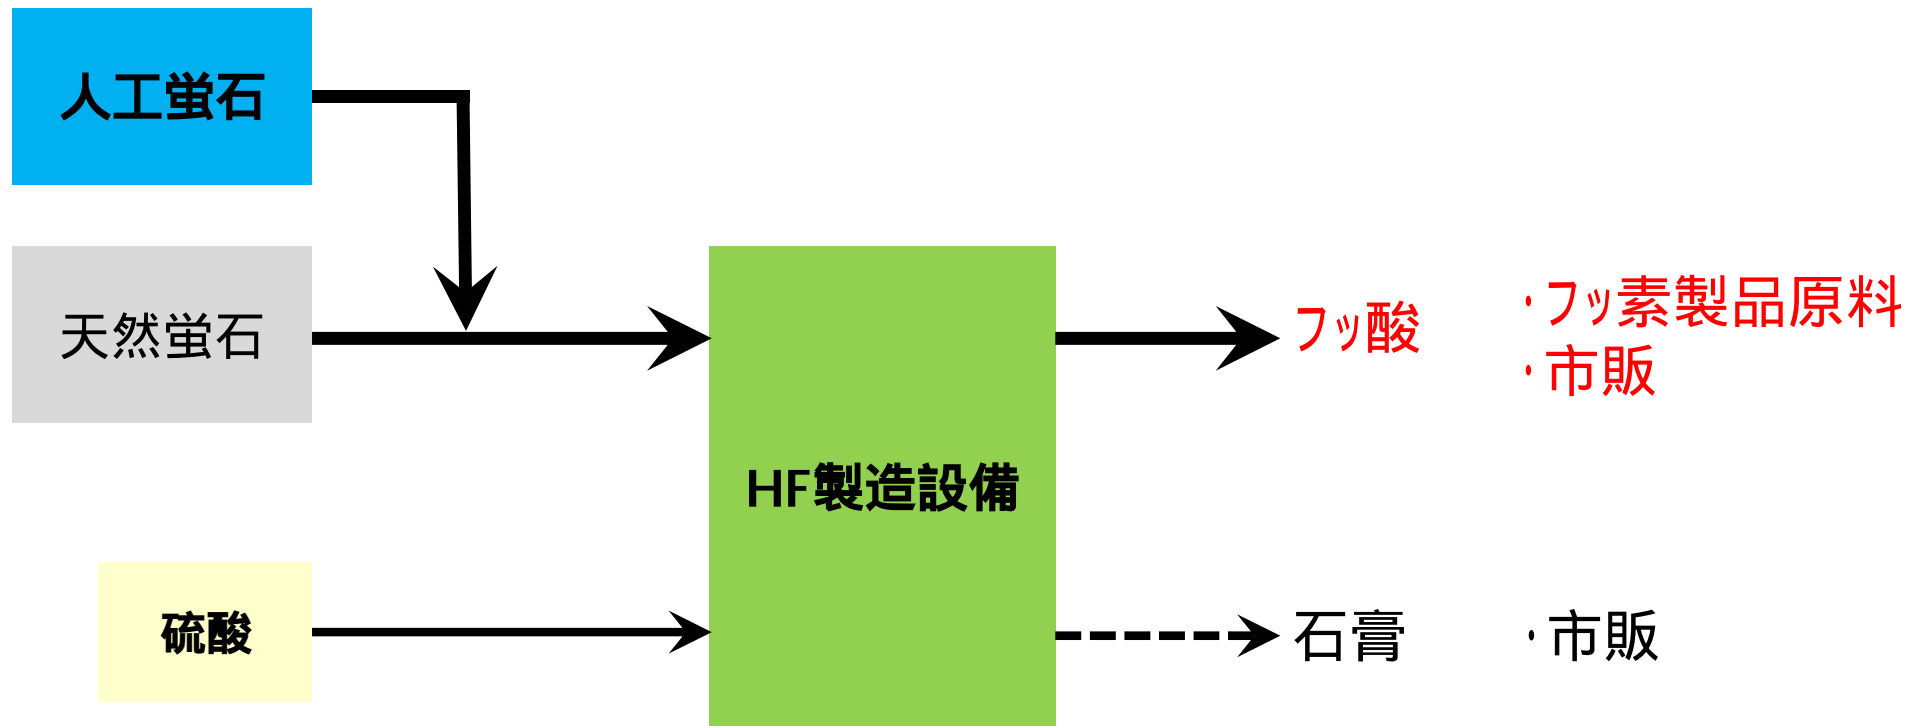 人工蛍石
天然蛍石
HF製造設備
硫酸
フッ酸
・フッ素製品原料
・市販
石膏
・市販